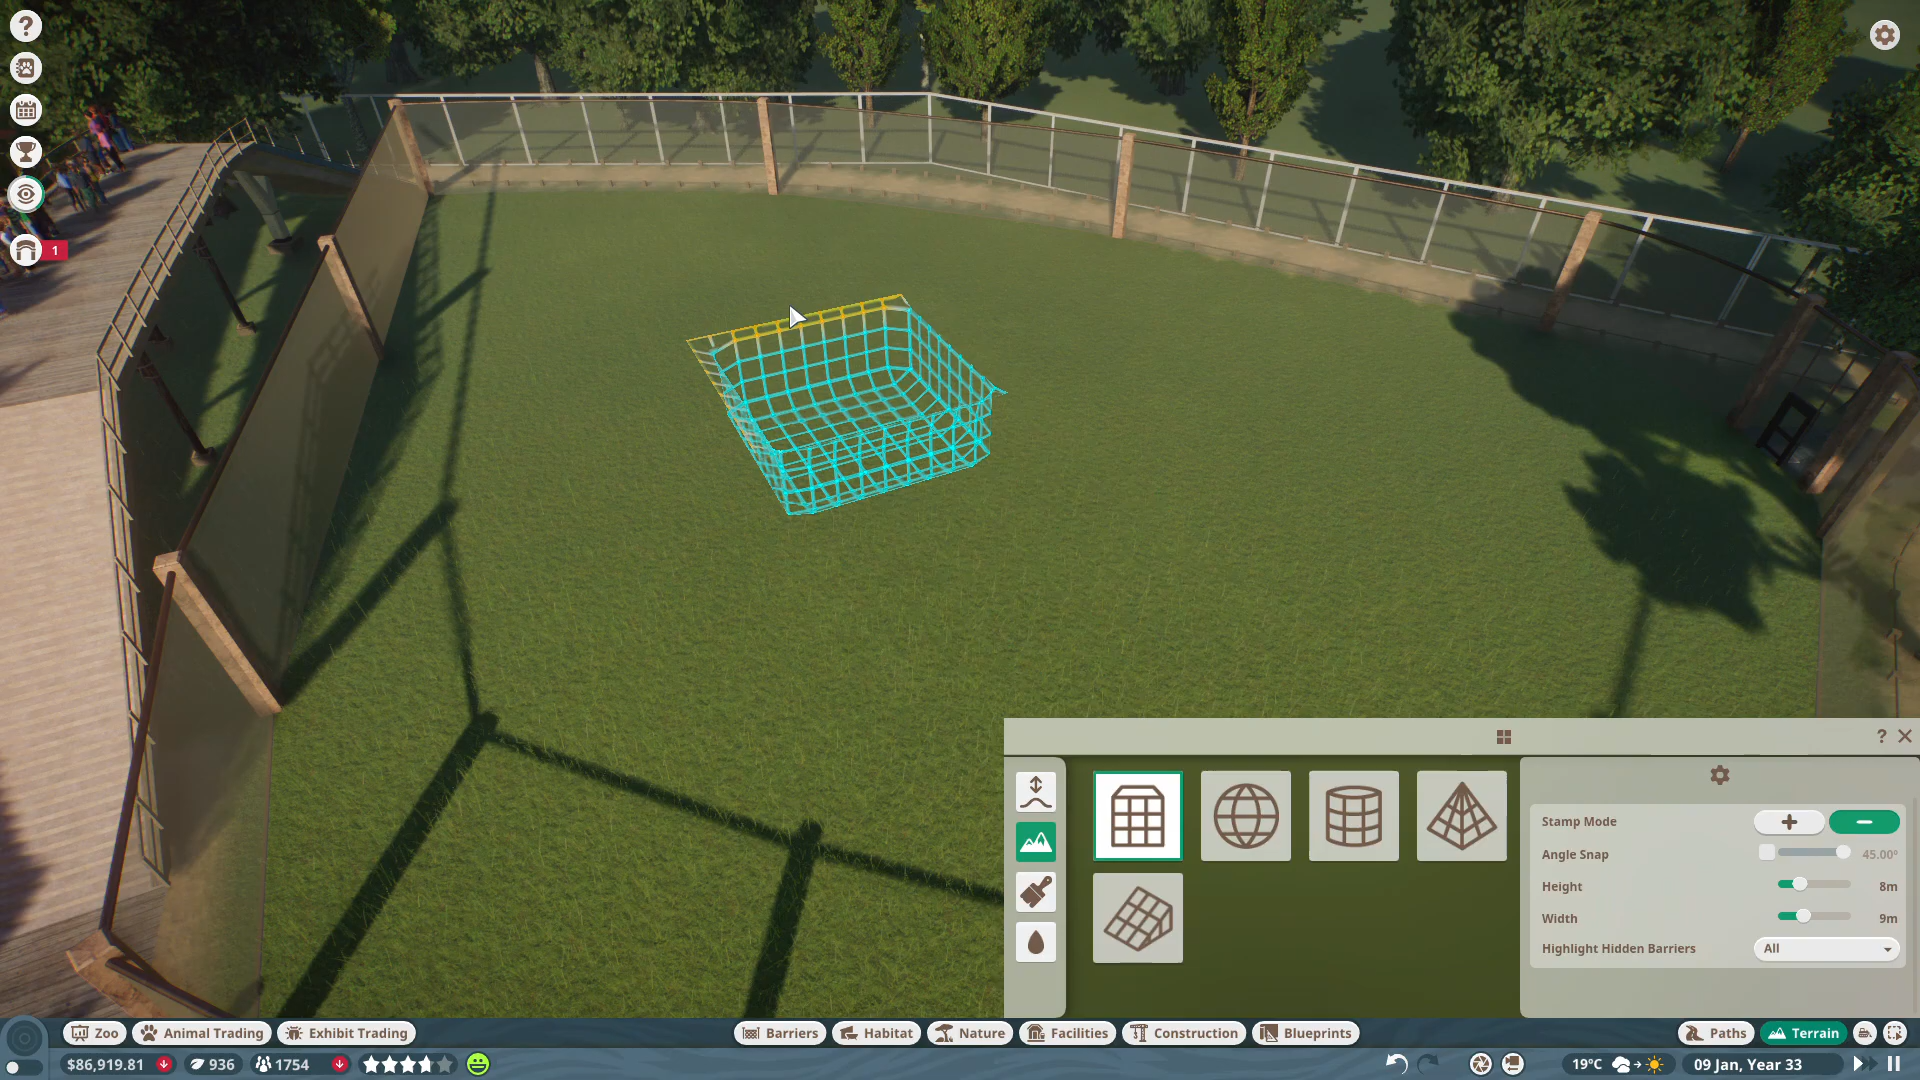 ?
1
?
Stamp Mode
Angle Snap 45.00°
Height 8m
Width 9m
Highlight Hidden Barriers All
Zoo Animal Trading Exhibit Trading Barriers Habitat Nature Facilities Construction Blueprints Paths Terrain
$86,919.81 936 1754 19°C 09 Jan, Year 33